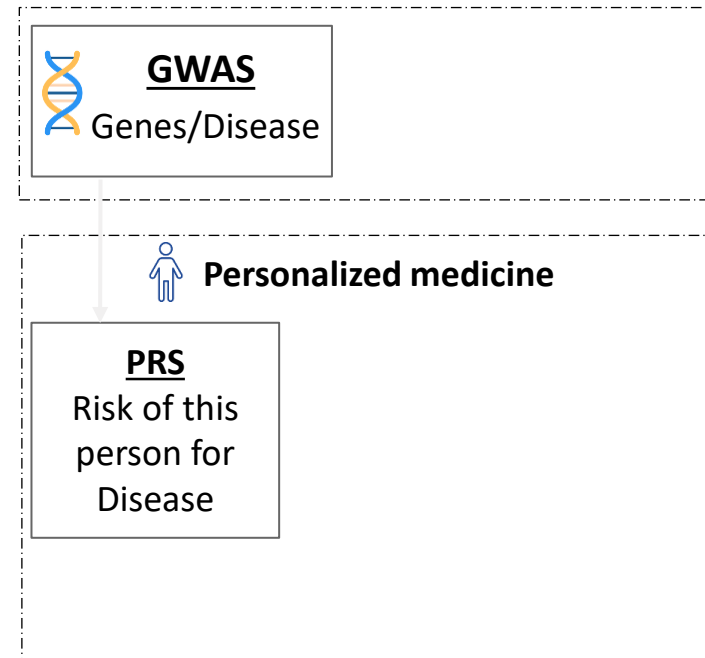 GWAS
Genes/Disease
Personalized medicine
PRS
Risk of this
person for
Disease